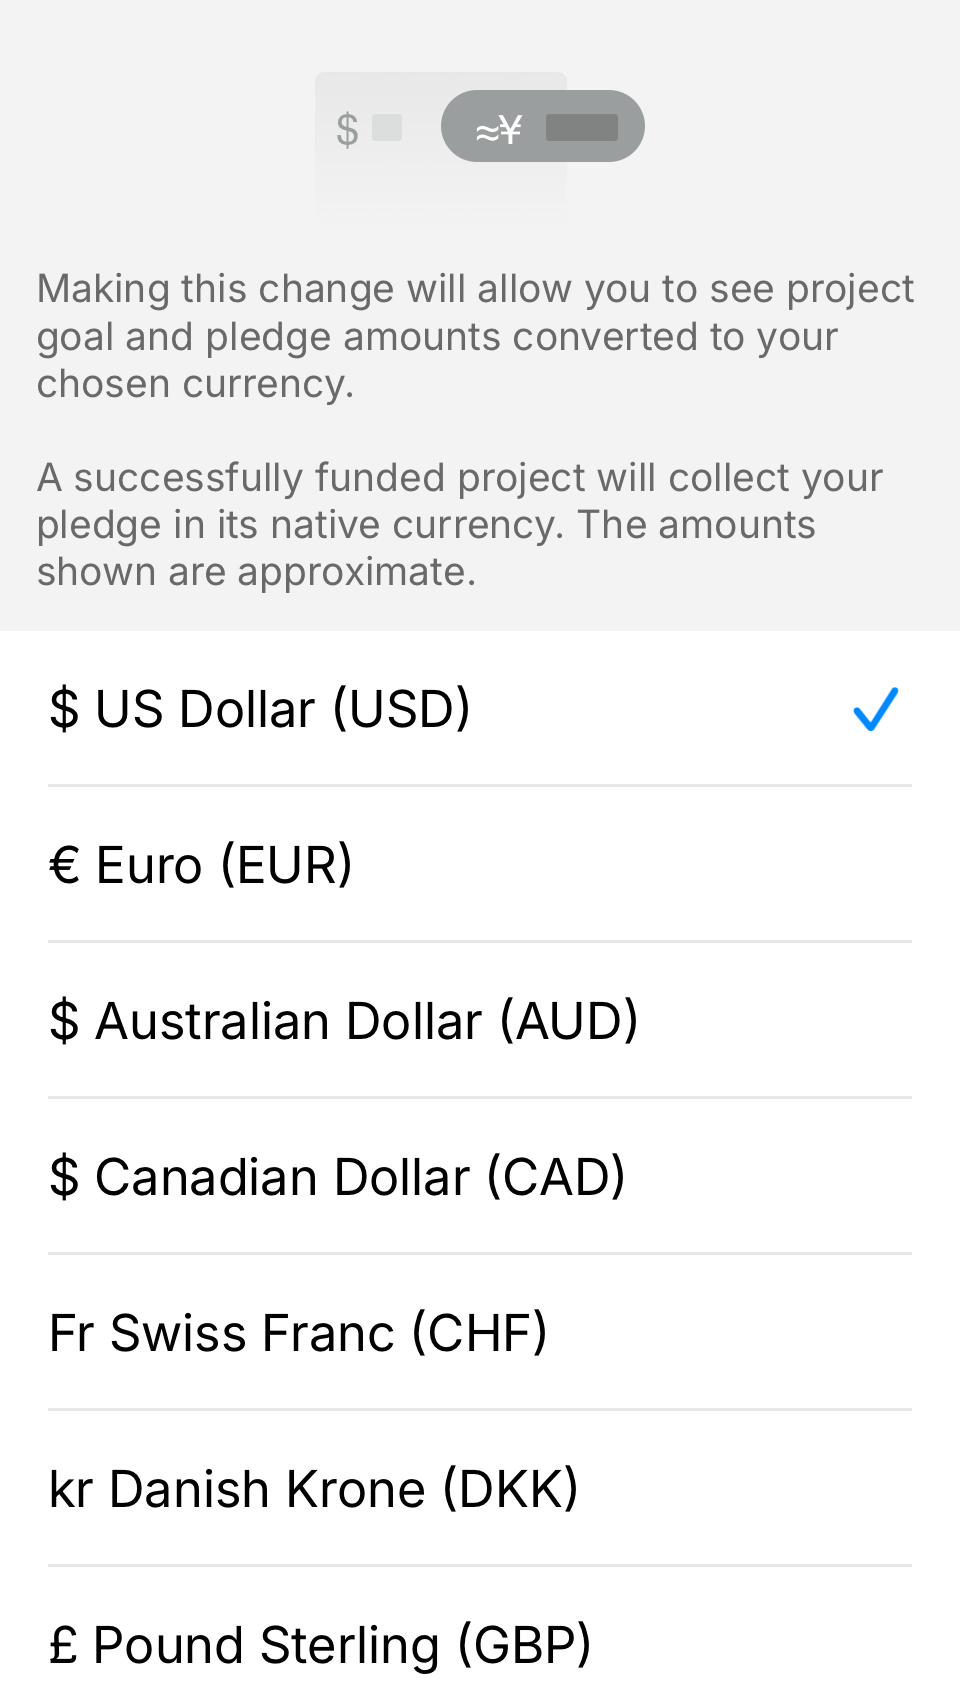 $
≈¥
Making this change will allow you to see project
goal and pledge amounts converted to your
chosen currency.
A successfully funded project will collect your
pledge in its native currency. The amounts
shown are approximate.
$ US Dollar (USD)
€ Euro (EUR)
$ Australian Dollar (AUD)
$ Canadian Dollar (CAD)
Fr Swiss Franc (CHF)
kr Danish Krone (DKK)
£ Pound Sterling (GBP)